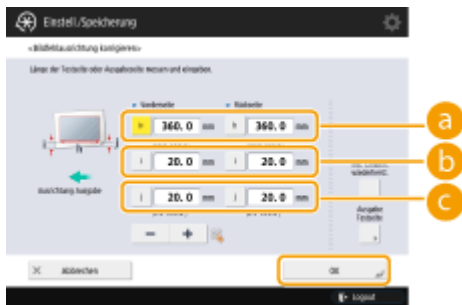 Einstell./Speicherung
<Bildfeldausrichtung korrigieren>
Länge der Testseite oder Ausgabeseite messen und eingeben.
Vorderseite Rückseite
h 360.0 mm h 360.0 mm
a
i 20.0 mm i 20.0 mm
b
Ausrichtung Ausgabe
j 20.0 mm j 20.0 mm
c
Ausgabe
Testseite
- +
× Abbrechen
OK
Logout
i h j